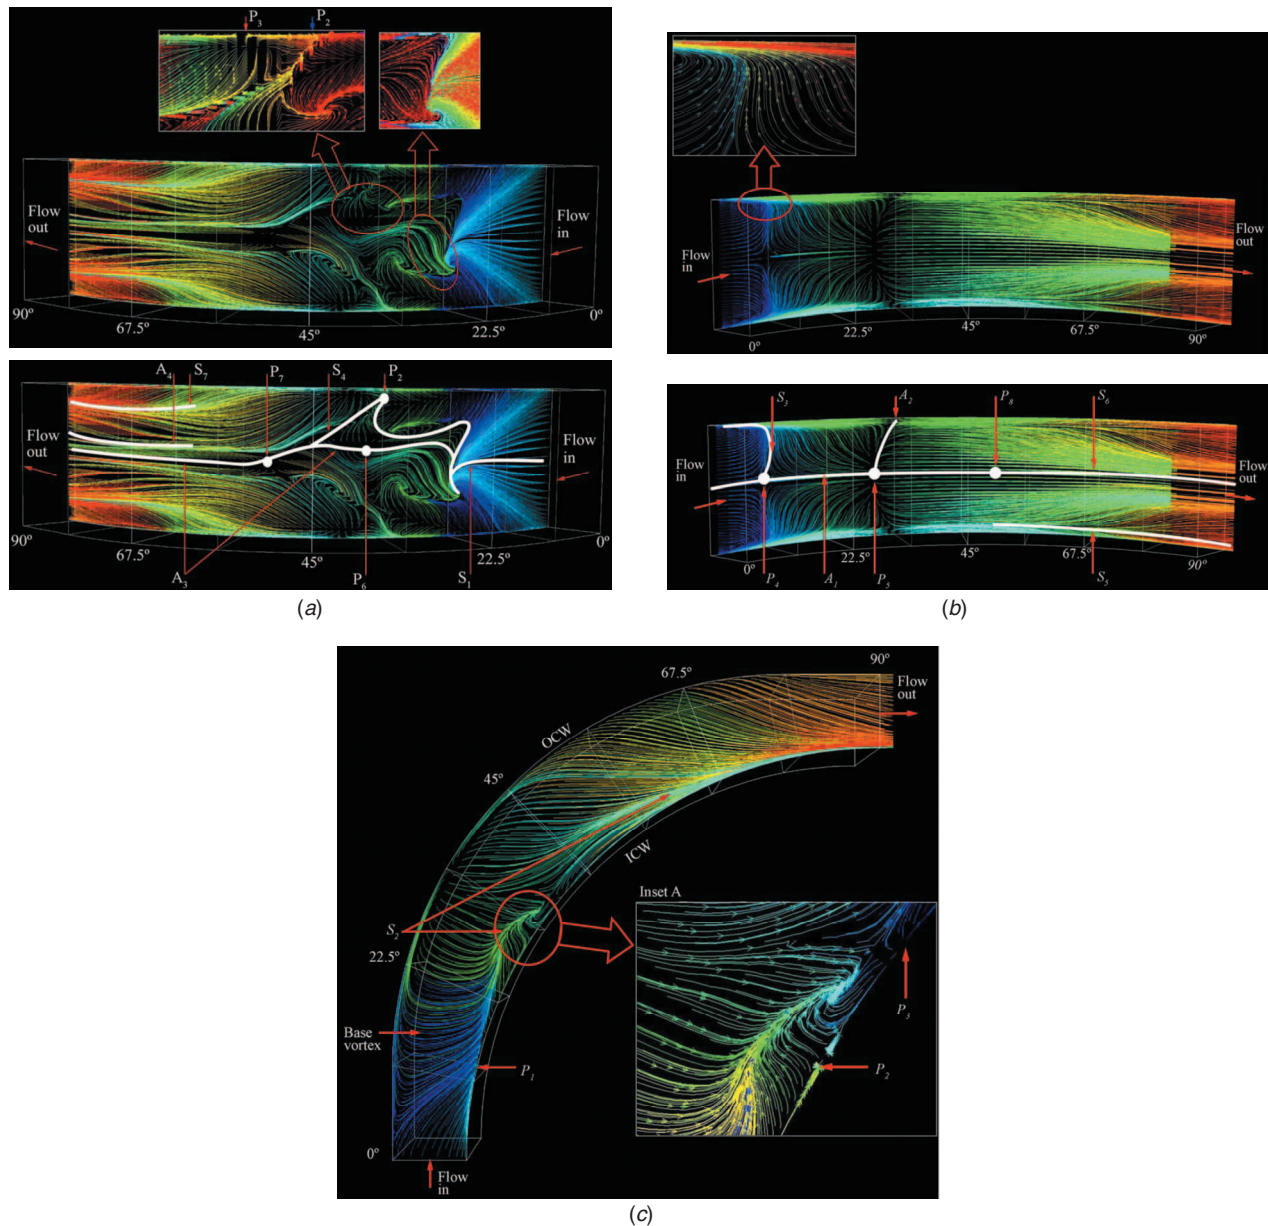 P3 P2
Flow out
Flow in
90º 67.5º 45º 22.5º 0º
A4 S7 P7 S4 P2
Flow out
Flow in
90º 67.5º 45º 22.5º 0º
A3 P6 S1
(a)
Flow in
Flow out
0º 22.5º 45º 67.5º 90º
S3 A2 P8 S6
Flow in
Flow out
0º 22.5º 45º 67.5º 90º
P4 A1 P5 S5
(b)
90º
67.5º
Flow
out
OCW
45º
ICW
Inset A
S2
22.5º
P3
Base
vortex
P1
P2
0º
Flow
in
(c)